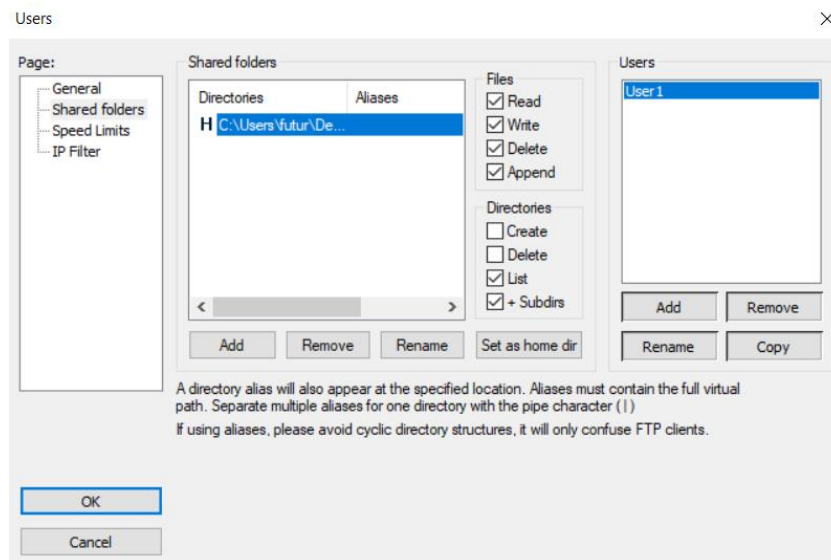 Users
Page:
General
Shared folders
Speed Limits
IP Filter
OK
Cancel
Shared folders
Directories Aliases
H C:\Users\futur\De...
Add Remove Rename Set as home dir
Files
Read
Write
Delete
Append
Directories
Create
Delete
List
+ Subdirs
Users
User1
Add Remove
Rename Copy
A directory alias will also appear at the specified location. Aliases must contain the full virtual
path. Separate multiple aliases for one directory with the pipe character ( | )
If using aliases, please avoid cyclic directory structures, it will only confuse FTP clients.